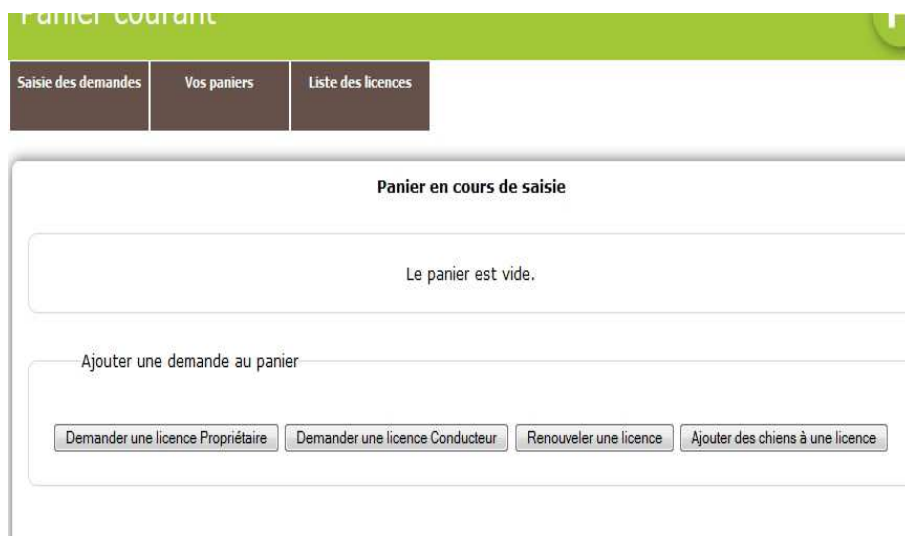 Panier courant
Saisie des demandes Vos paniers Liste des licences
Panier en cours de saisie
Le panier est vide.
Ajouter une demande au panier
Demander une licence Propriétaire Demander une licence Conducteur Renouveler une licence Ajouter des chiens à une licence